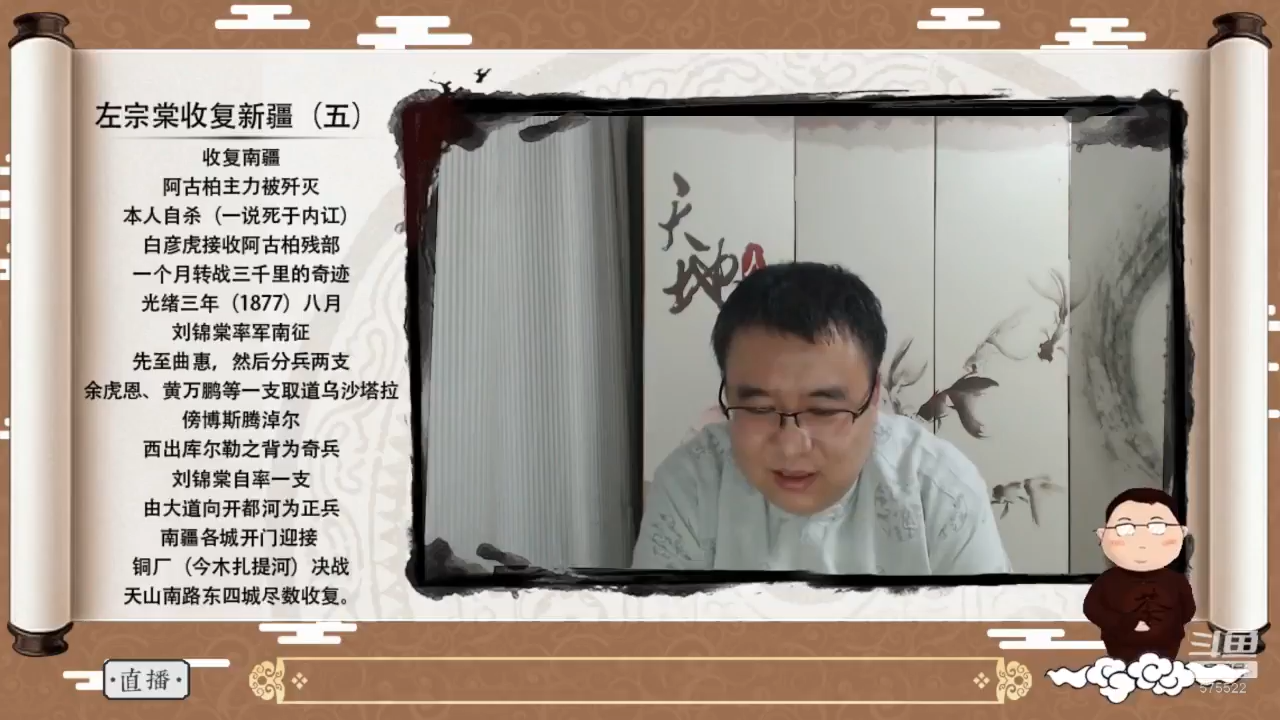 左宗棠收复新疆（五）
收复南疆
阿古柏主力被歼灭
本人自杀（一说死于内讧）
白彦虎接收阿古柏残部
一个月转战三千里的奇迹
光绪三年（1877）八月
刘锦棠率军南征
先至曲惠，然后分兵两支
余虎恩、黄万鹏等一支取道乌沙塔拉
傍博斯腾淖尔
西出库尔勒之背为奇兵
刘锦棠自率一支
由大道向开都河为正兵
南疆各城开门迎接
铜厂（今木扎提河）决战
天山南路东四城尽数收复。
天地
·直播·
斗鱼
575522